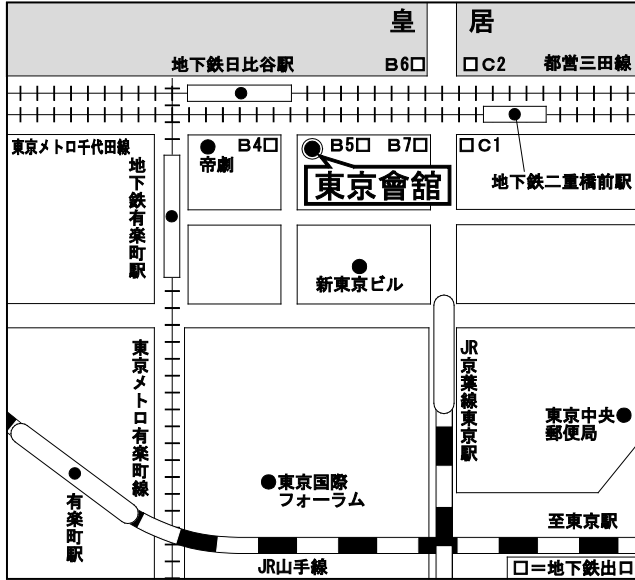 皇居
地下鉄日比谷駅
B6□
□C2
都営三田線
東京メトロ千代田線
帝劇
B4□
B5□
B7□
□C1
東京會舘
地下鉄二重橋前駅
地下鉄有楽町駅
新東京ビル
東京メトロ有楽町線
JR京葉線東京駅
東京中央
郵便局
東京国際
フォーラム
有楽町駅
至東京駅
JR山手線
□=地下鉄出口